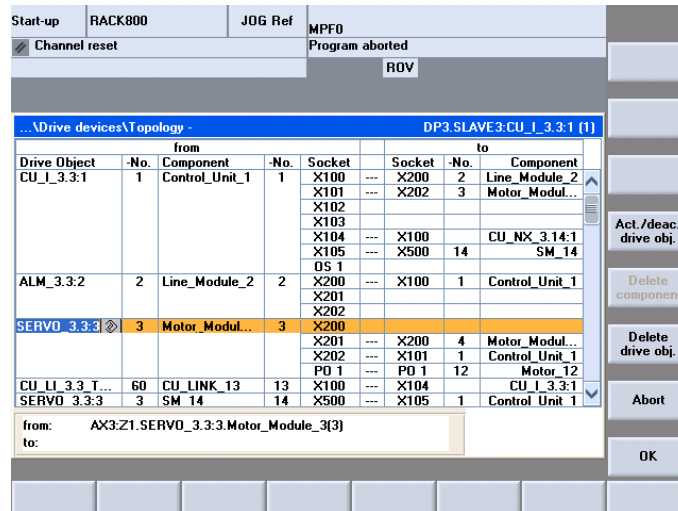 Start-up RACK800 JOG Ref MPF0
Channel reset Program aborted
ROV
...\Drive devices\Topology - DP3.SLAVE3:CU_I_3.3:1 (1)
from to
Drive Object -No. Component -No. Socket Socket -No. Component
CU_I_3.3:1 1 Control_Unit_1 1 X100 --- X200 2 Line_Module_2
X101 --- X202 3 Motor_Modul...
X102
X103
X104 --- X100 CU_NX_3.14:1
X105 --- X500 14 SM_14
OS 1
ALM_3.3:2 2 Line_Module_2 2 X200 --- X100 1 Control_Unit_1
X201
X202
SERVO_3.3:3 3 Motor_Modul... 3 X200
X201 --- X200 4 Motor_Modul...
X202 --- X101 1 Control_Unit_1
PO 1 --- PO 1 12 Motor_12
CU_LI_3.3_T... 60 CU_LINK_13 13 X100 --- X104 CU_I_3.3:1
SERVO_3.3:3 3 SM_14 14 X500 --- X105 1 Control_Unit_1
from: AX3:Z1.SERVO_3.3:3.Motor_Module_3(3)
to:
Act./deac.
drive obj.
Delete
componen
Delete
drive obj.
Abort
OK